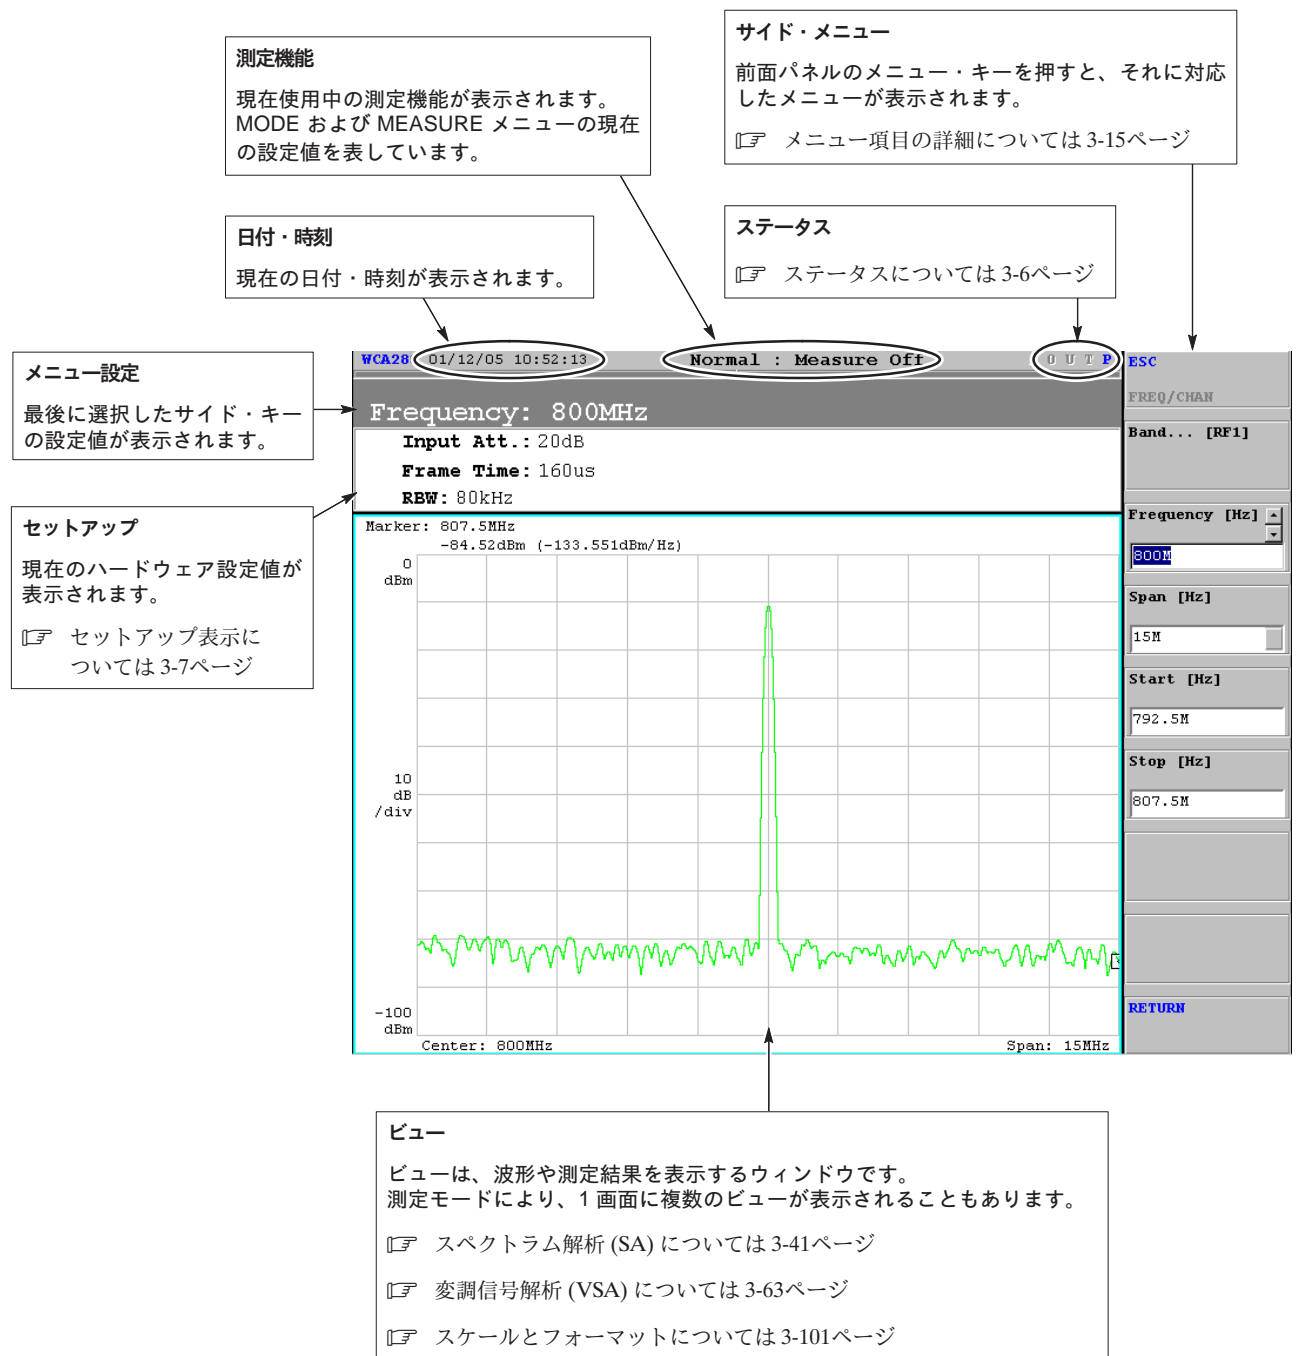 サイド・メニュー
前面パネルのメニュー・キーを押すと、それに対応
したメニューが表示されます。
☞ メニュー項目の詳細については 3-15ページ
測定機能
現在使用中の測定機能が表示されます。
MODE および MEASURE メニューの現在
の設定値を表しています。
日付・時刻
現在の日付・時刻が表示されます。
ステータス
☞ ステータスについては 3-6ページ
メニュー設定
最後に選択したサイド・キー
の設定値が表示されます。
セットアップ
現在のハードウェア設定値が
表示されます。
☞ セットアップ表示に
ついては 3-7ページ
WCA28 01/12/05 10:52:13 Normal : Measure Off O U T P
Frequency: 800MHz
Input Att.: 20dB
Frame Time: 160us
RBW: 80kHz
Marker: 807.5MHz
-84.52dBm (-133.551dBm/Hz)
0
dBm
10
dB
/div
-100
dBm
Center: 800MHz Span: 15MHz
ESC
FREQ/CHAN
Band... [RF1]
Frequency [Hz]
800M
Span [Hz]
15M
Start [Hz]
792.5M
Stop [Hz]
807.5M
RETURN
ビュー
ビューは、波形や測定結果を表示するウィンドウです。
測定モードにより、1 画面に複数のビューが表示されることもあります。
☞ スペクトラム解析 (SA) については 3-41ページ
☞ 変調信号解析 (VSA) については 3-63ページ
☞ スケールとフォーマットについては 3-101ページ